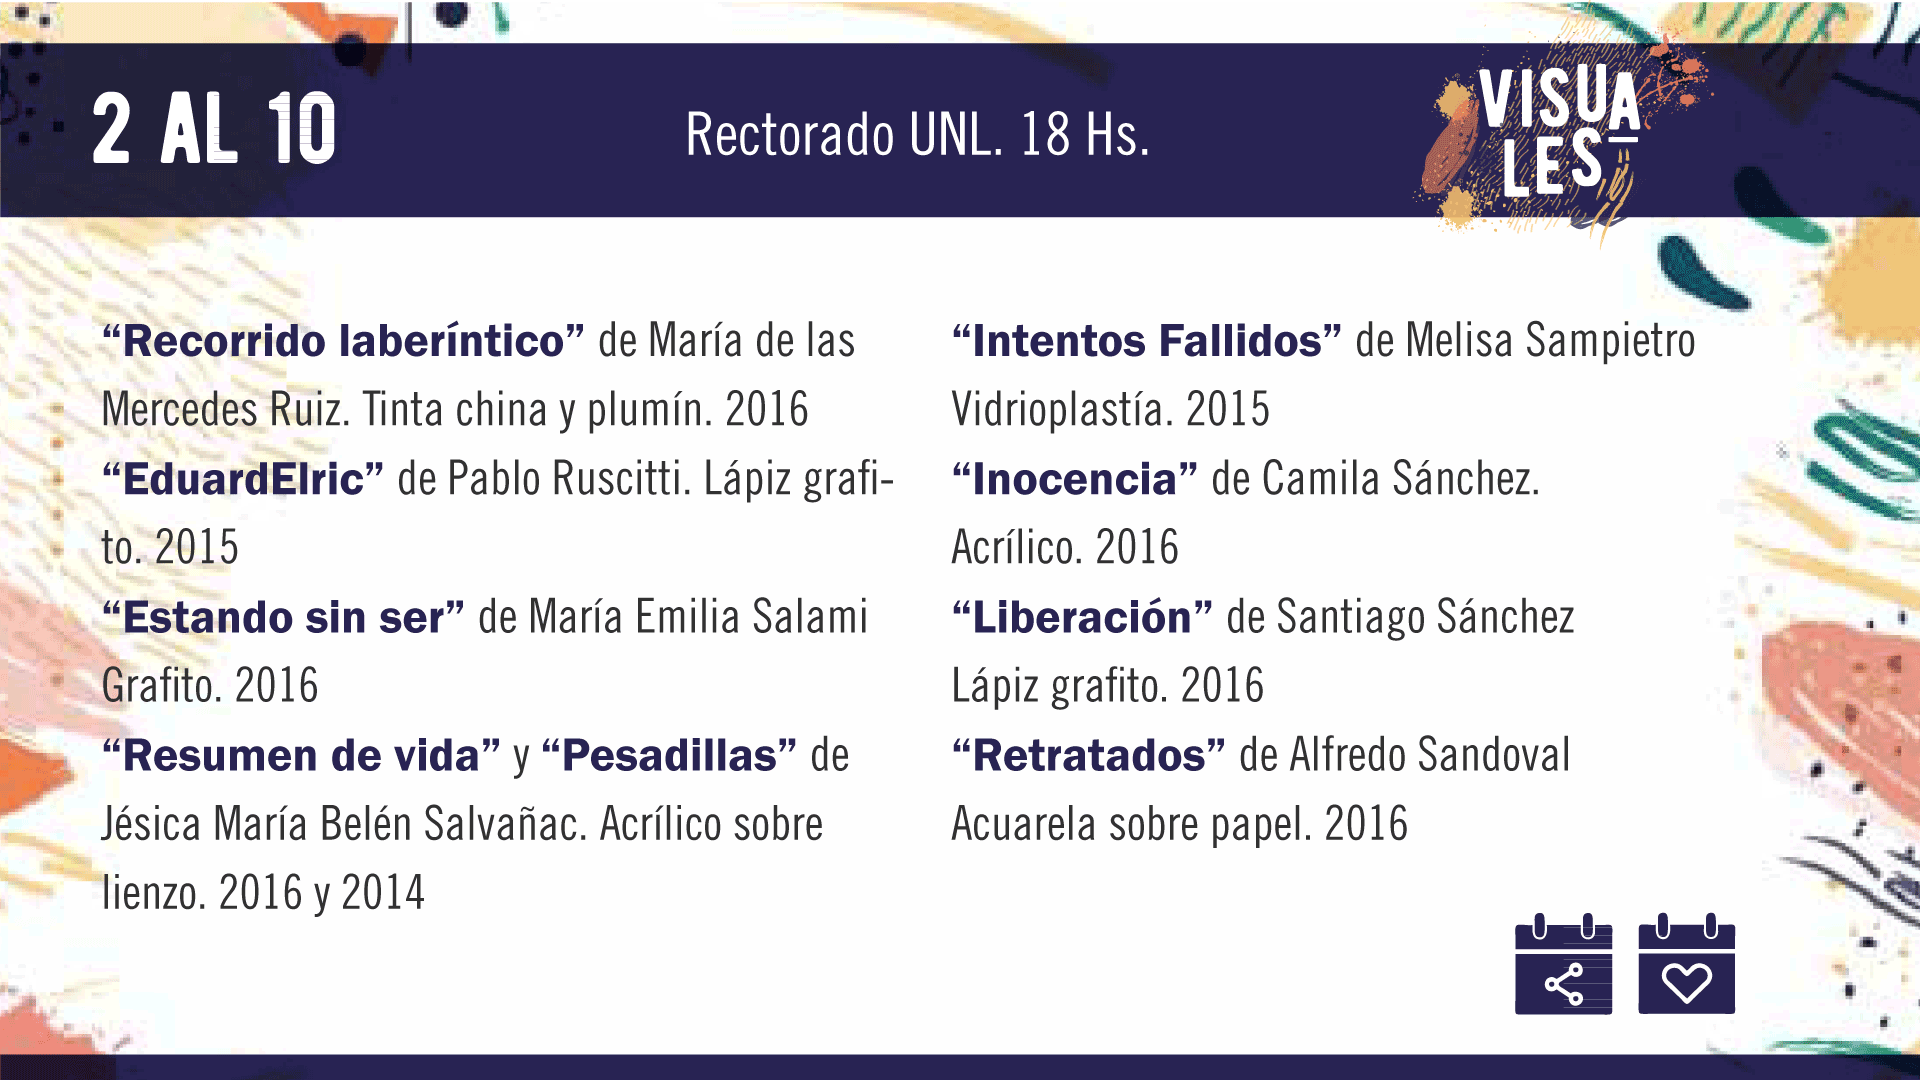 2 AL 10
Rectorado UNL. 18 Hs.
VISUA
LES
“Recorrido laberíntico” de María de las
Mercedes Ruiz. Tinta china y plumín. 2016
“EduardElric” de Pablo Ruscitti. Lápiz grafi-
to. 2015
“Estando sin ser” de María Emilia Salami
Grafito. 2016
“Resumen de vida” y “Pesadillas” de
Jésica María Belén Salvañac. Acrílico sobre
lienzo. 2016 y 2014
“Intentos Fallidos” de Melisa Sampietro
Vidrioplastía. 2015
“Inocencia” de Camila Sánchez.
Acrílico. 2016
“Liberación” de Santiago Sánchez
Lápiz grafito. 2016
“Retratados” de Alfredo Sandoval
Acuarela sobre papel. 2016